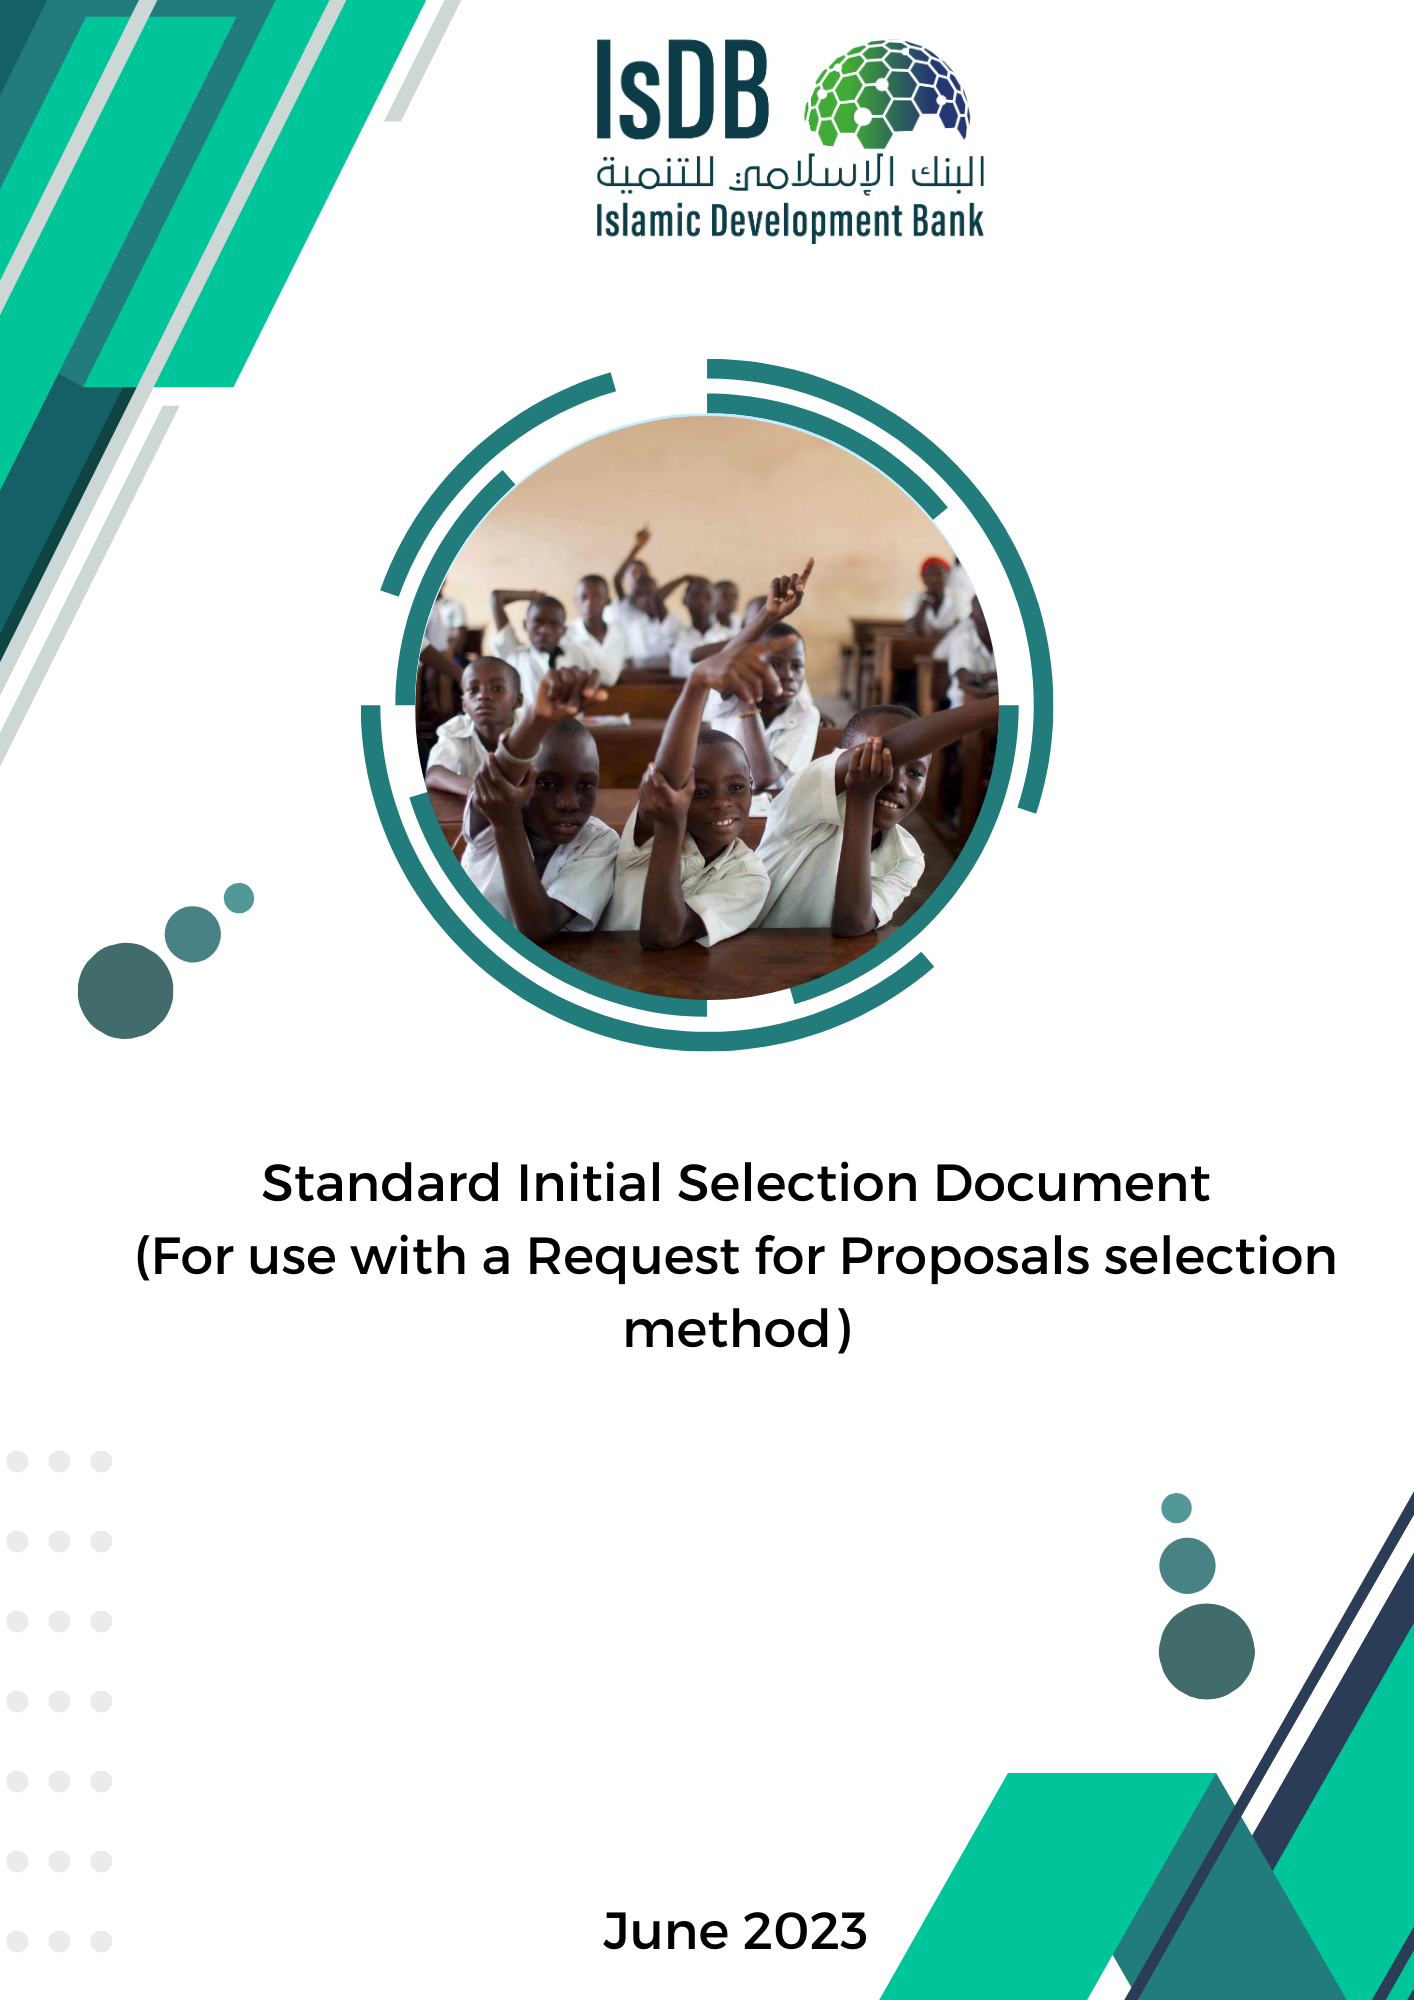 IsDB
البنك الإسلامي للتنمية
Islamic Development Bank
Standard Initial Selection Document
(For use with a Request for Proposals selection
method)
June 2023